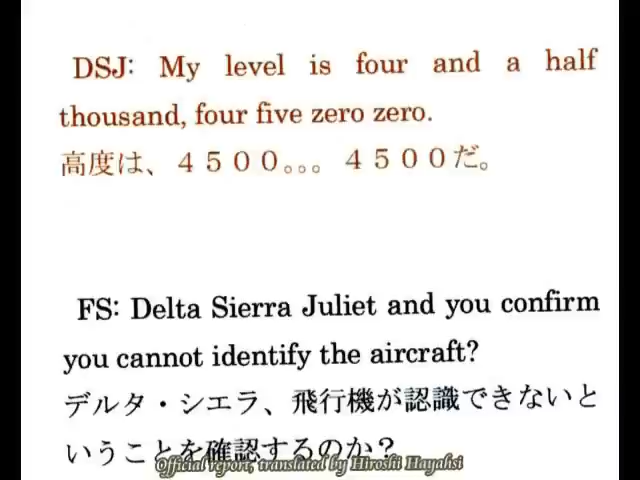 DSJ: My level is four and a half
thousand, four five zero zero.
高度は、４５００。。。 ４５００だ。
FS: Delta Sierra Juliet and you confirm
you cannot identify the aircraft?
デルタ・シエラ、飛行機が認識できないと
いうことを確認するのか？
Official report, translated by Hiroshi Hayahsi